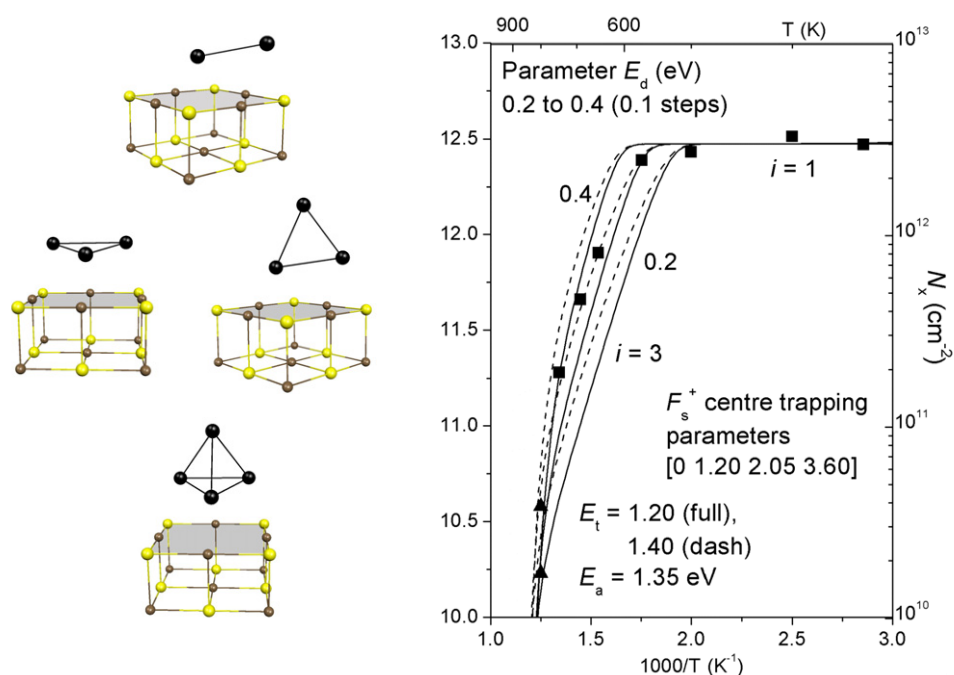 900
600
T (K)
13.0
12.5
12.0
11.5
11.0
10.5
10.0
Parameter E_d (eV)
0.2 to 0.4 (0.1 steps)
0.4
0.2
i = 1
i = 3
F_s^+ centre trapping
parameters
[0 1.20 2.05 3.60]
E_t = 1.20 (full),
1.40 (dash)
E_a = 1.35 eV
10^13
10^12
10^11
10^10
N_x (cm^-2)
1.0
1.5
2.0
2.5
3.0
1000/T (K^-1)